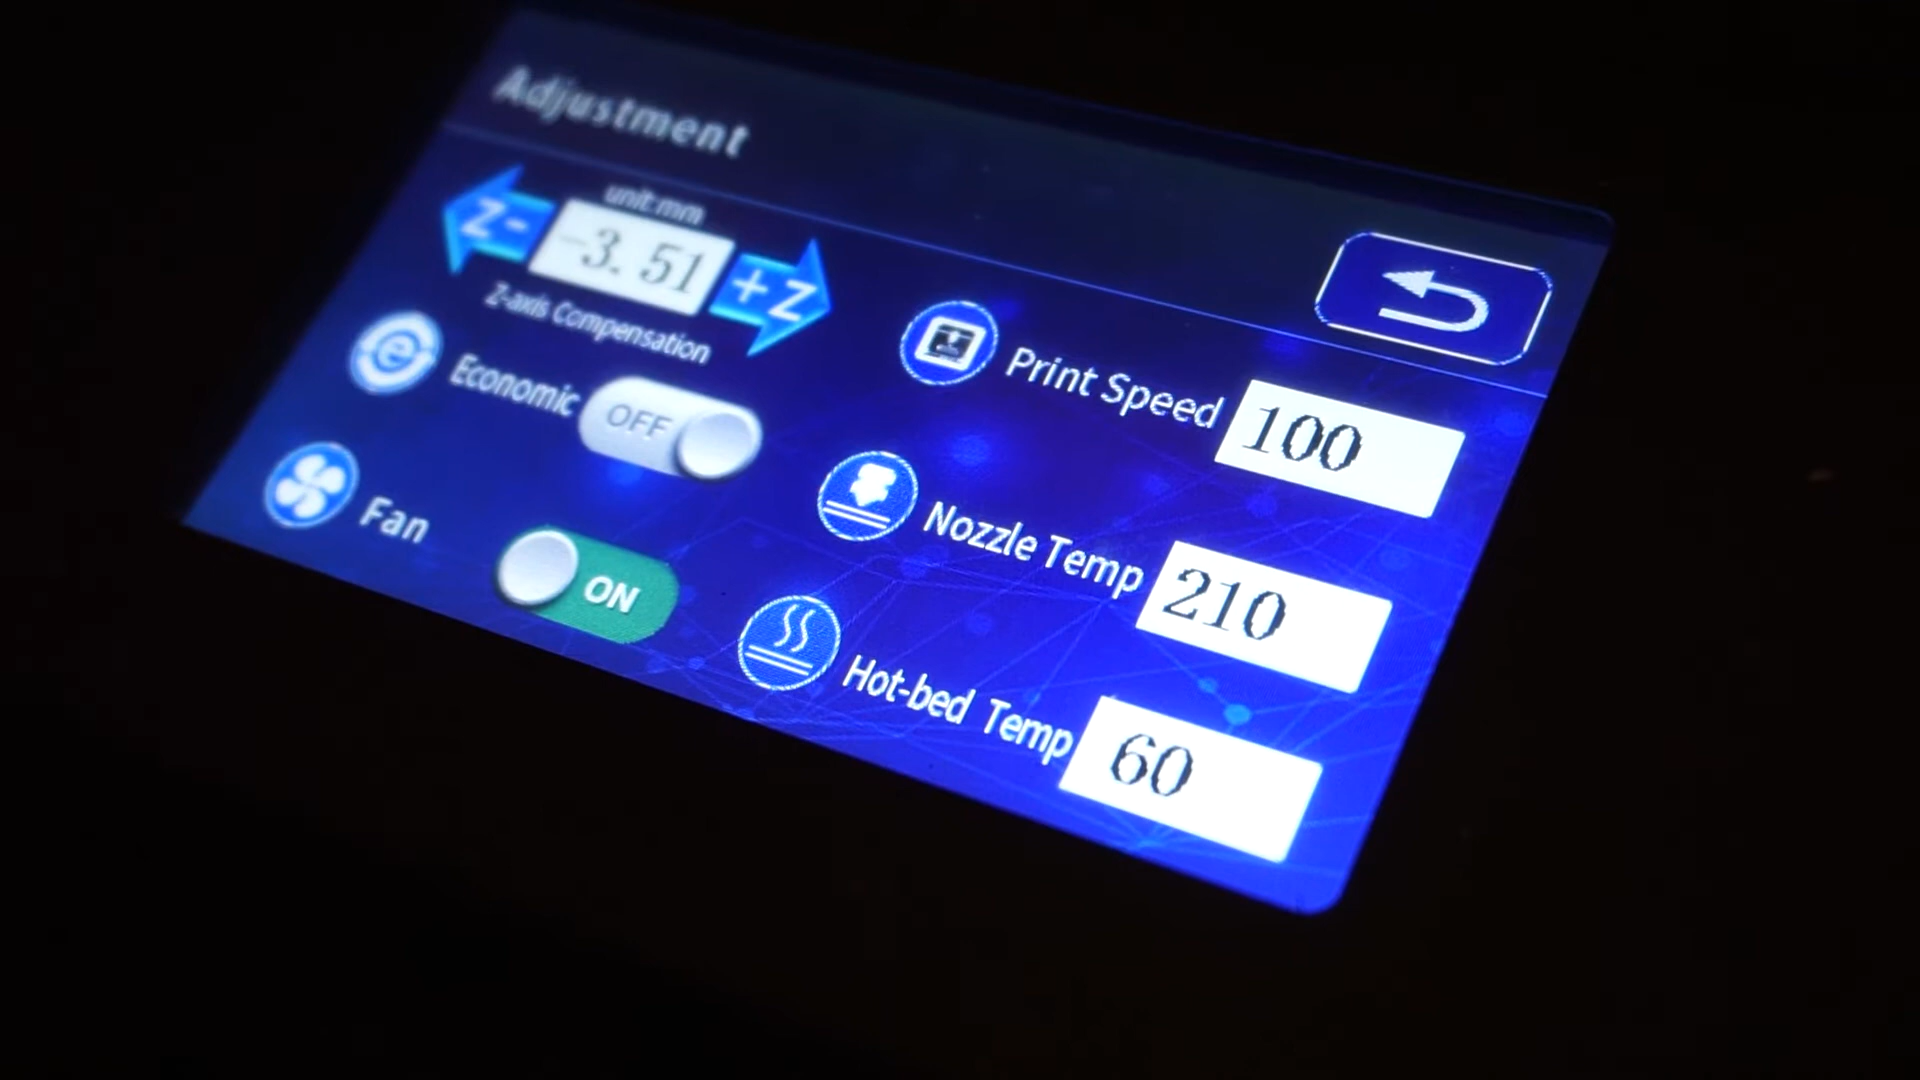 Adjustment
unit:mm
Z- -3.51 +Z
Z-axis Compensation
Economic OFF
Fan ON
Print Speed 100
Nozzle Temp 210
Hot-bed Temp 60